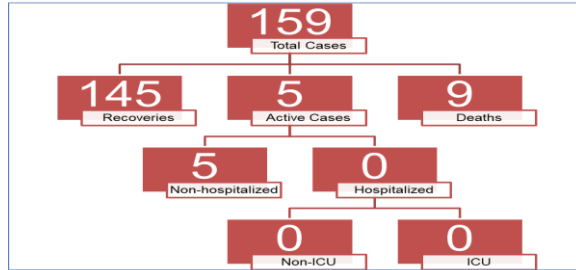 159
Total Cases
145
Recoveries
5
Active Cases
9
Deaths
5
Non-hospitalized
0
Hospitalized
0
Non-ICU
0
ICU